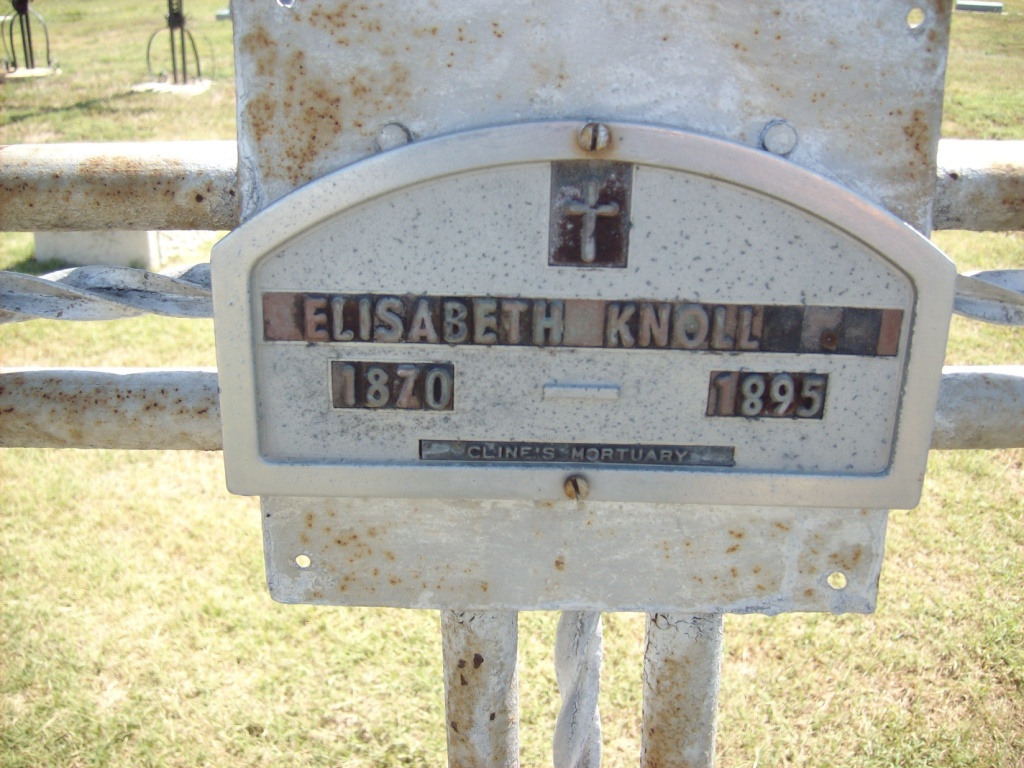 ELISABETH KNOLL
1870 — 1895
CLINE'S MORTUARY